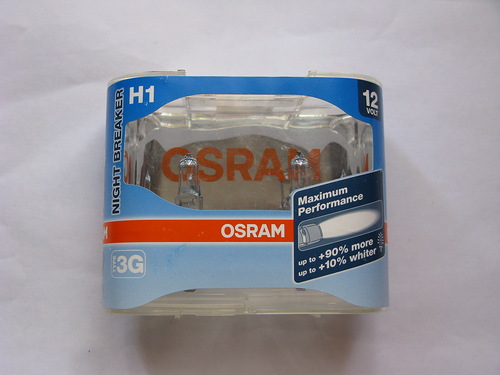 NIGHT BREAKER
H1
12
VOLT
OSRAM
Maximum
Performance
OSRAM
up to +90% more
up to +10% whiter
3G